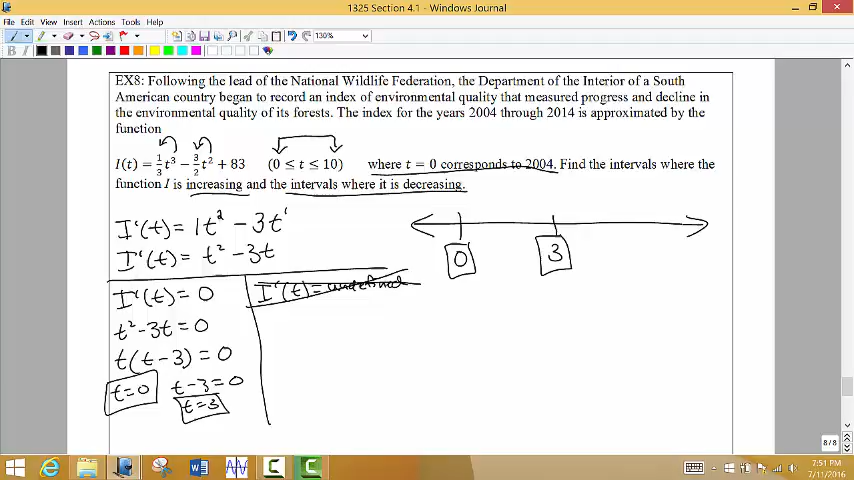 1325 Section 4.1 - Windows Journal
File Edit View Insert Actions Tools Help
130%
B I
EX8: Following the lead of the National Wildlife Federation, the Department of the Interior of a South
American country began to record an index of environmental quality that measured progress and decline in
the environmental quality of its forests. The index for the years 2004 through 2014 is approximated by the
function
I(t) = 1/3 t³ − 3/2 t² + 83 (0 ≤ t ≤ 10) where t = 0 corresponds to 2004. Find the intervals where the
function I is increasing and the intervals where it is decreasing.
I'(t) = 1t² − 3t¹
I'(t) = t² − 3t
0 3
I'(t) = 0
I'(t) = undefined
t² − 3t = 0
t(t − 3) = 0
t = 0 t − 3 = 0
t = 3
8/8
7:51 PM
7/11/2016